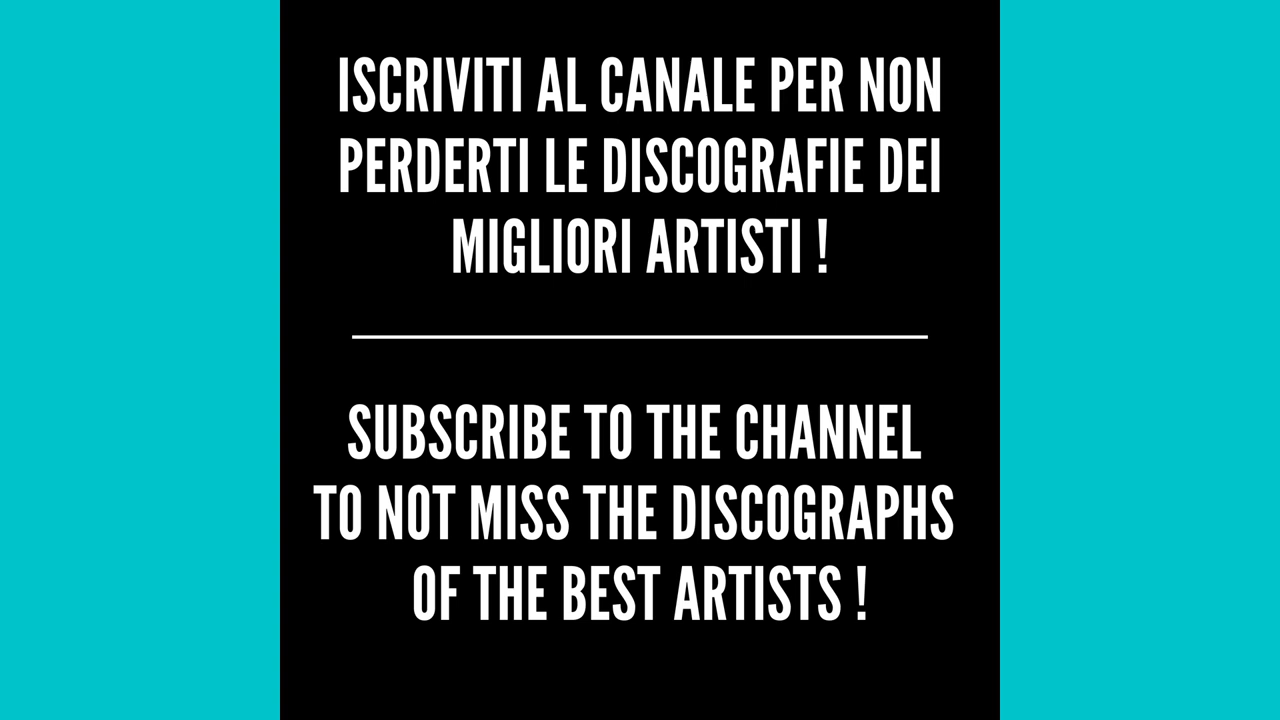 ISCRIVITI AL CANALE PER NON
PERDERTI LE DISCOGRAFIE DEI
MIGLIORI ARTISTI !
SUBSCRIBE TO THE CHANNEL
TO NOT MISS THE DISCOGRAPHS
OF THE BEST ARTISTS !